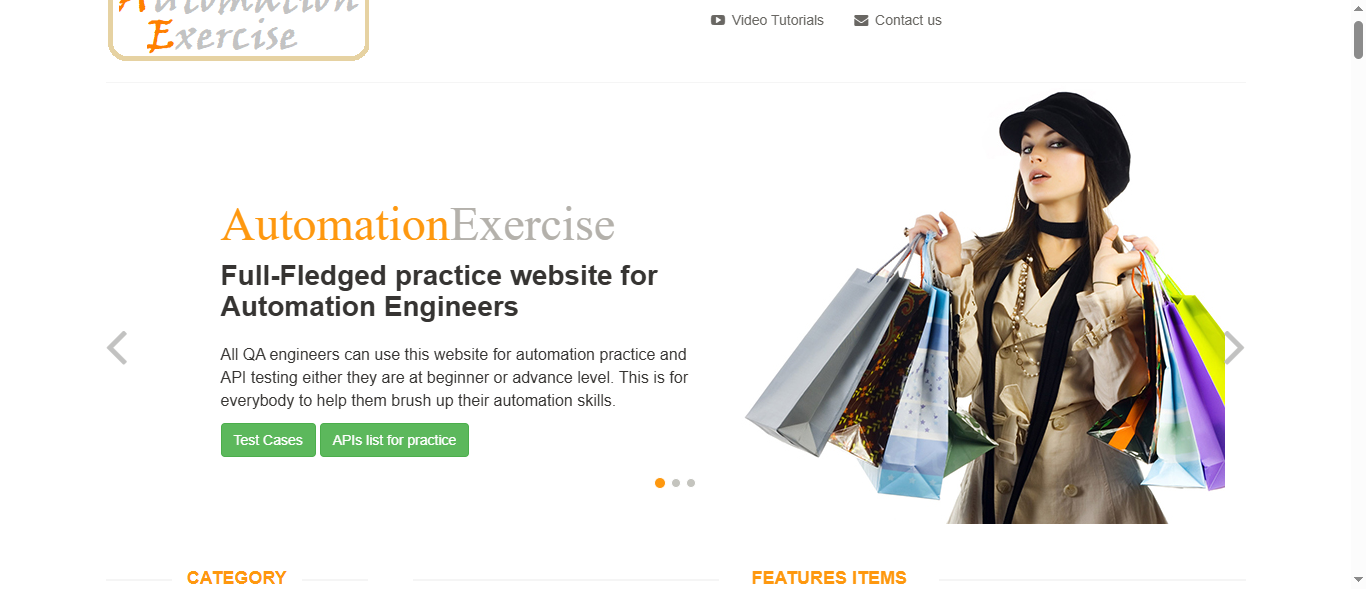 Automation
Exercise
Video Tutorials
Contact us
AutomationExercise
Full-Fledged practice website for
Automation Engineers
All QA engineers can use this website for automation practice and
API testing either they are at beginner or advance level. This is for
everybody to help them brush up their automation skills.
Test Cases
APIs list for practice
CATEGORY
FEATURES ITEMS